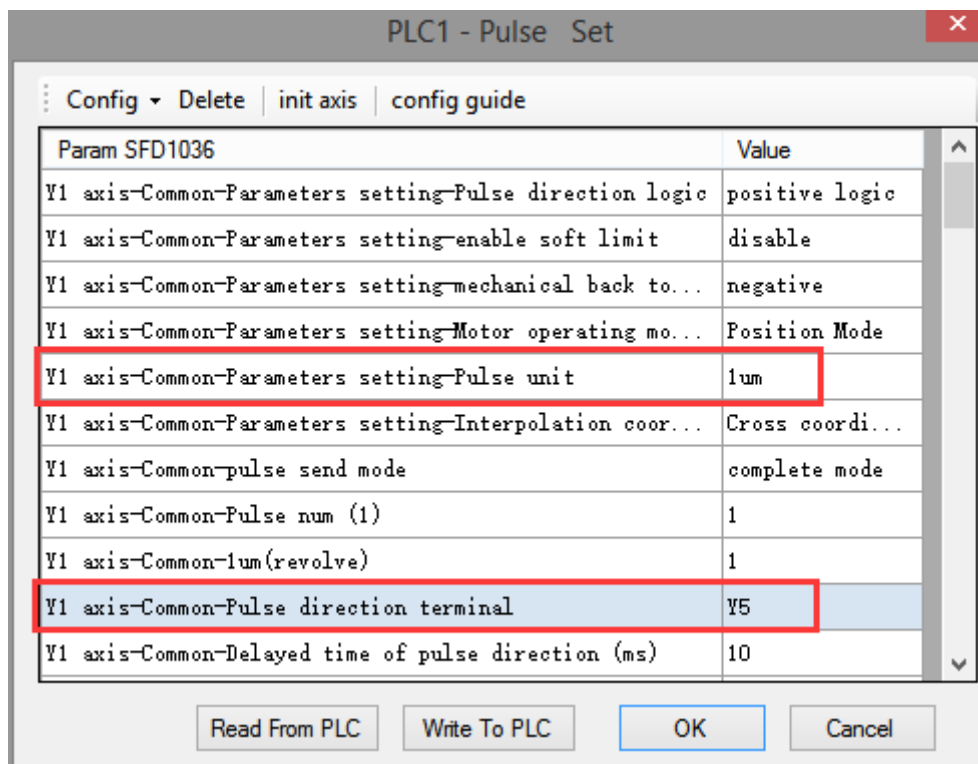 PLC1 - Pulse Set
Config Delete init axis config guide
Param SFD1036 Value
Y1 axis-Common-Parameters setting-Pulse direction logic positive logic
Y1 axis-Common-Parameters setting-enable soft limit disable
Y1 axis-Common-Parameters setting-mechanical back to... negative
Y1 axis-Common-Parameters setting-Motor operating mo... Position Mode
Y1 axis-Common-Parameters setting-Pulse unit 1um
Y1 axis-Common-Parameters setting-Interpolation coor... Cross coordi...
Y1 axis-Common-pulse send mode complete mode
Y1 axis-Common-Pulse num (1) 1
Y1 axis-Common-1um(revolve) 1
Y1 axis-Common-Pulse direction terminal Y5
Y1 axis-Common-Delayed time of pulse direction (ms) 10
Read From PLC Write To PLC OK Cancel